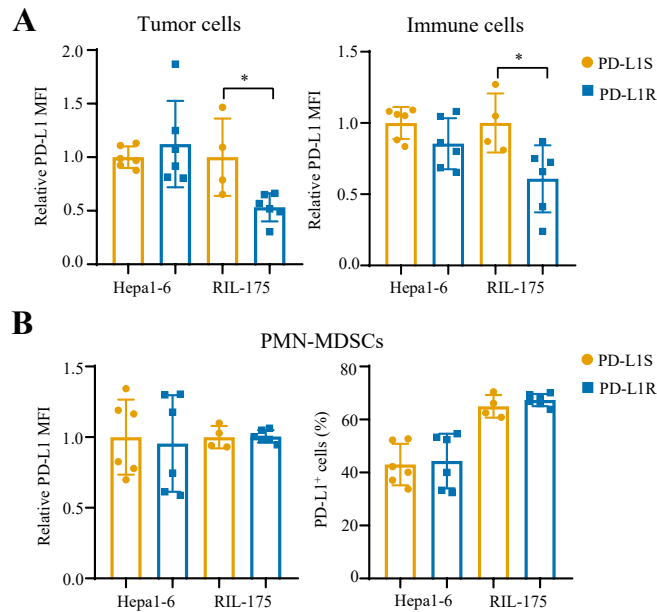 A
Tumor cells
Immune cells
Relative PD-L1 MFI
2.0
1.5
1.0
0.5
0.0
*
Hepa1-6
RIL-175
Relative PD-L1 MFI
1.5
1.0
0.5
0.0
*
Hepa1-6
RIL-175
PD-L1S
PD-L1R
B
PMN-MDSCs
Relative PD-L1 MFI
1.5
1.0
0.5
0.0
Hepa1-6
RIL-175
PD-L1⁺ cells (%)
80
60
40
20
0
Hepa1-6
RIL-175
PD-L1S
PD-L1R